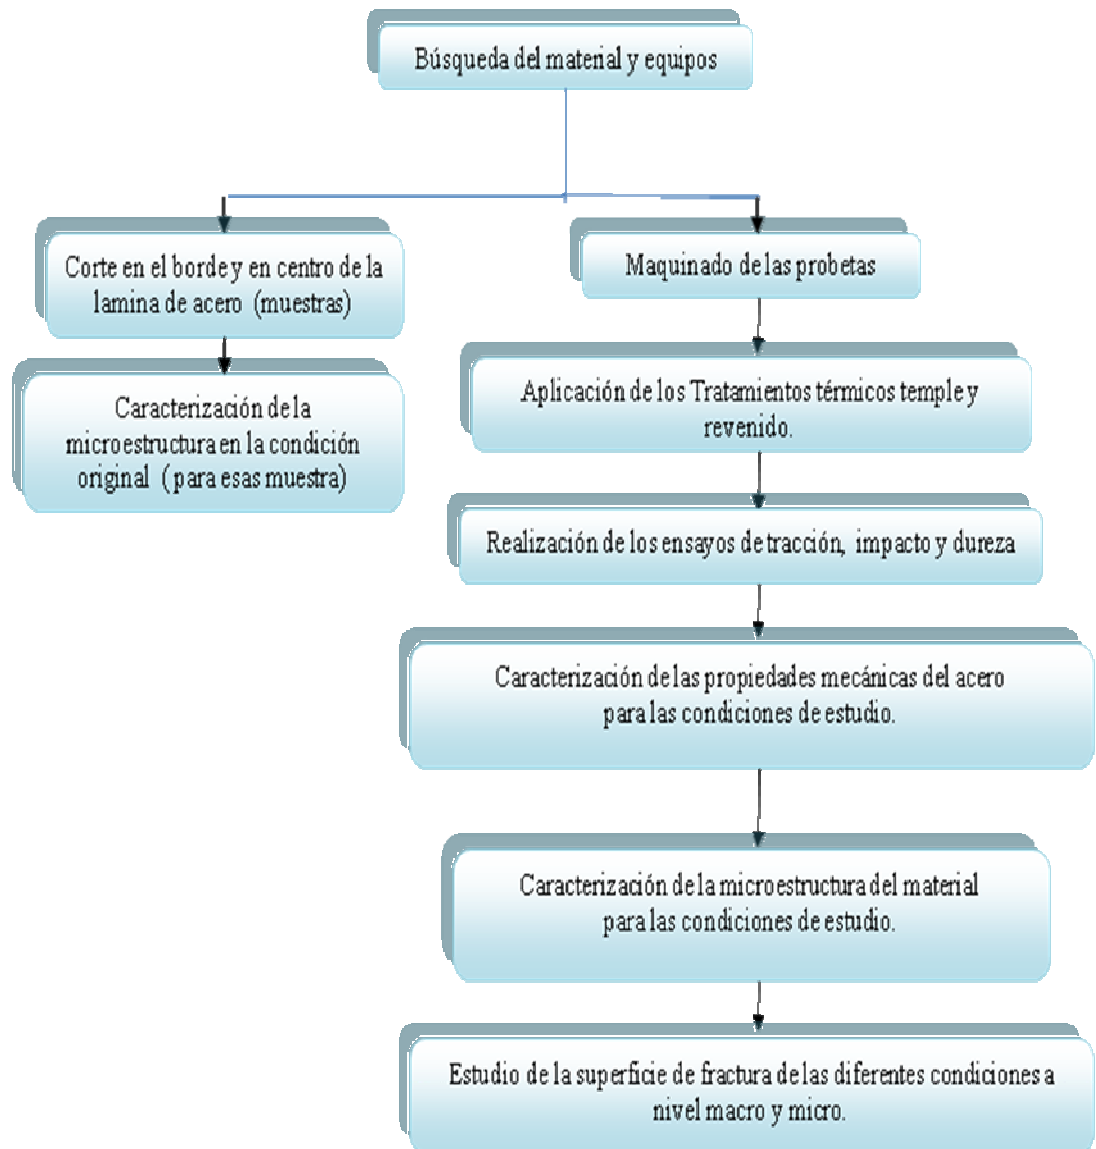 Búsqueda del material y equipos
Corte en el borde y en centro de la
lamina de acero (muestras)
Caracterización de la
microestructura en la condición
original ( para esas muestra)
Maquinado de las probetas
Aplicación de los Tratamientos térmicos temple y
revenido.
Realización de los ensayos de tracción, impacto y dureza
Caracterización de las propiedades mecánicas del acero
para las condiciones de estudio.
Caracterización de la microestructura del material
para las condiciones de estudio.
Estudio de la superficie de fractura de las diferentes condiciones a
nivel macro y micro.